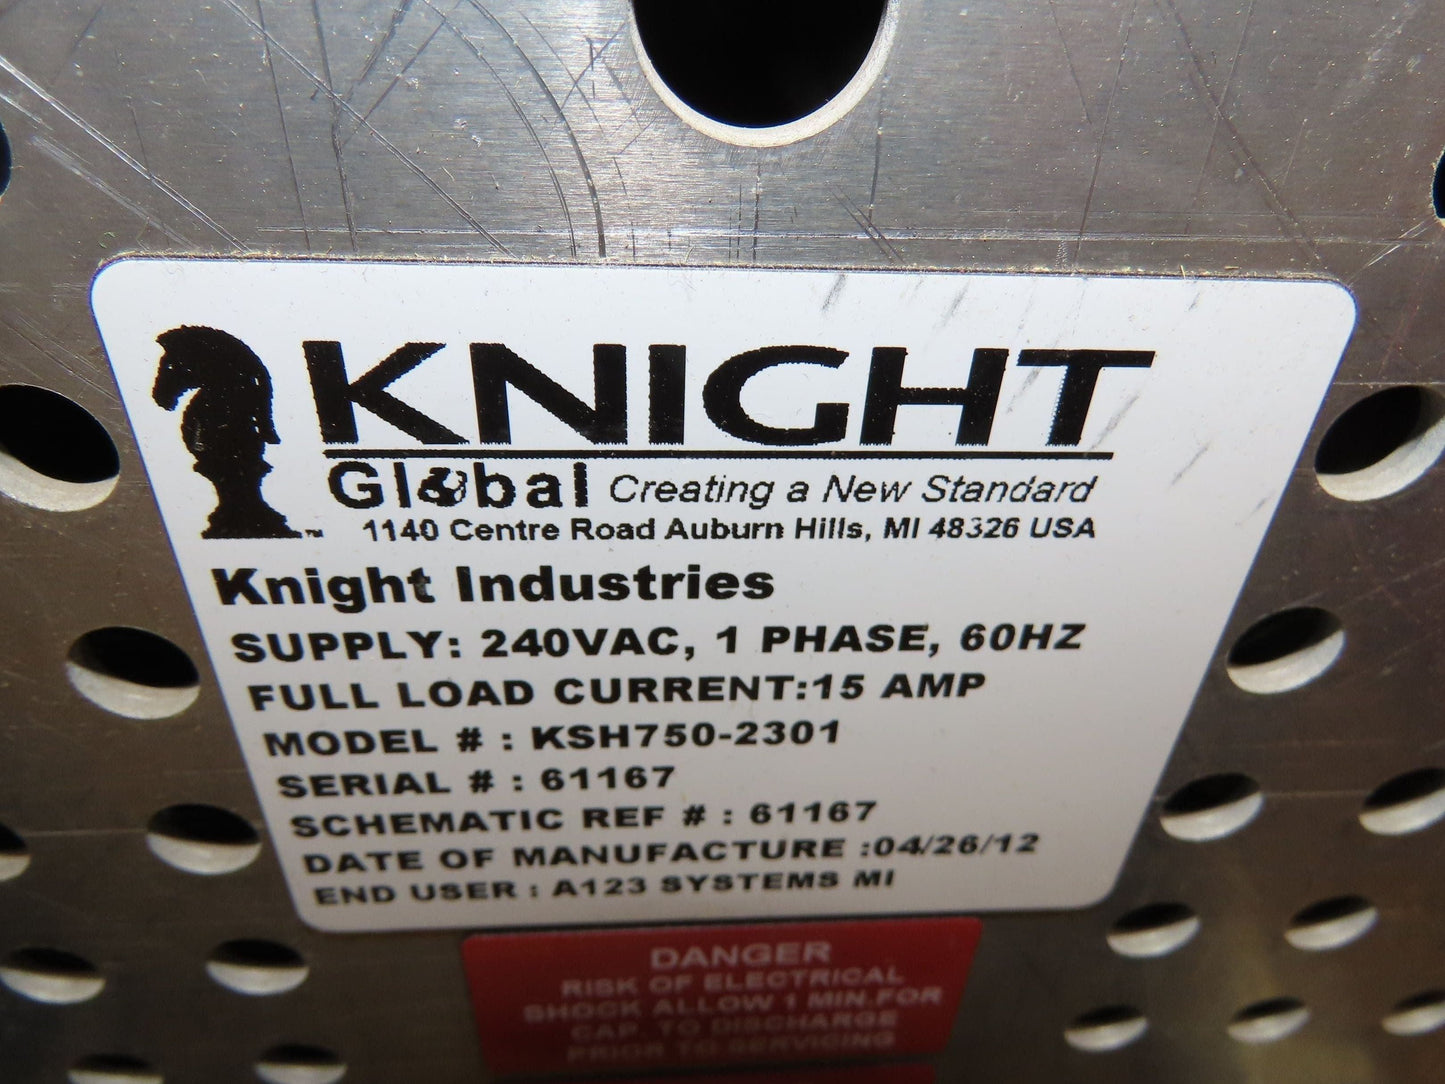 KNIGHT
Global Creating a New Standard
1140 Centre Road Auburn Hills, MI 48326 USA
Knight Industries
SUPPLY: 240VAC, 1 PHASE, 60HZ
FULL LOAD CURRENT:15 AMP
MODEL # : KSH750-2301
SERIAL # : 61167
SCHEMATIC REF # : 61167
DATE OF MANUFACTURE :04/26/12
END USER : A123 SYSTEMS MI
DANGER
RISK OF ELECTRICAL
SHOCK ALLOW 1 MIN.FOR
CAP. TO DISCHARGE
PRIOR TO SERVICING